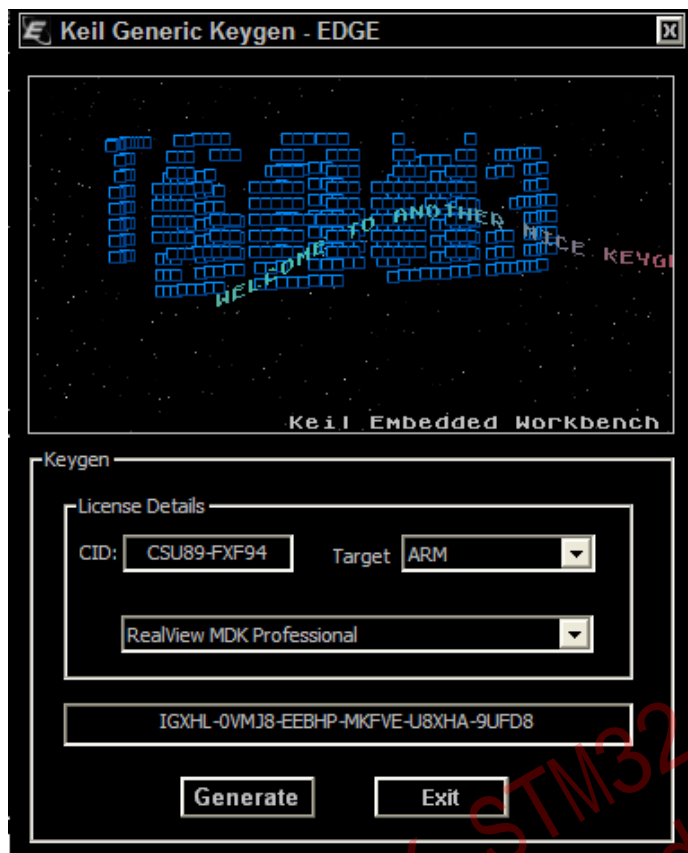 Keil Generic Keygen - EDGE
WELCOME TO ANOTHER NICE KEYG
Keil Embedded Workbench
Keygen
License Details
CID: CSU89-FXF94 Target ARM
RealView MDK Professional
IGXHL-0VMJ8-EEBHP-MKFVE-U8XHA-9UFD8
Generate Exit
STM32